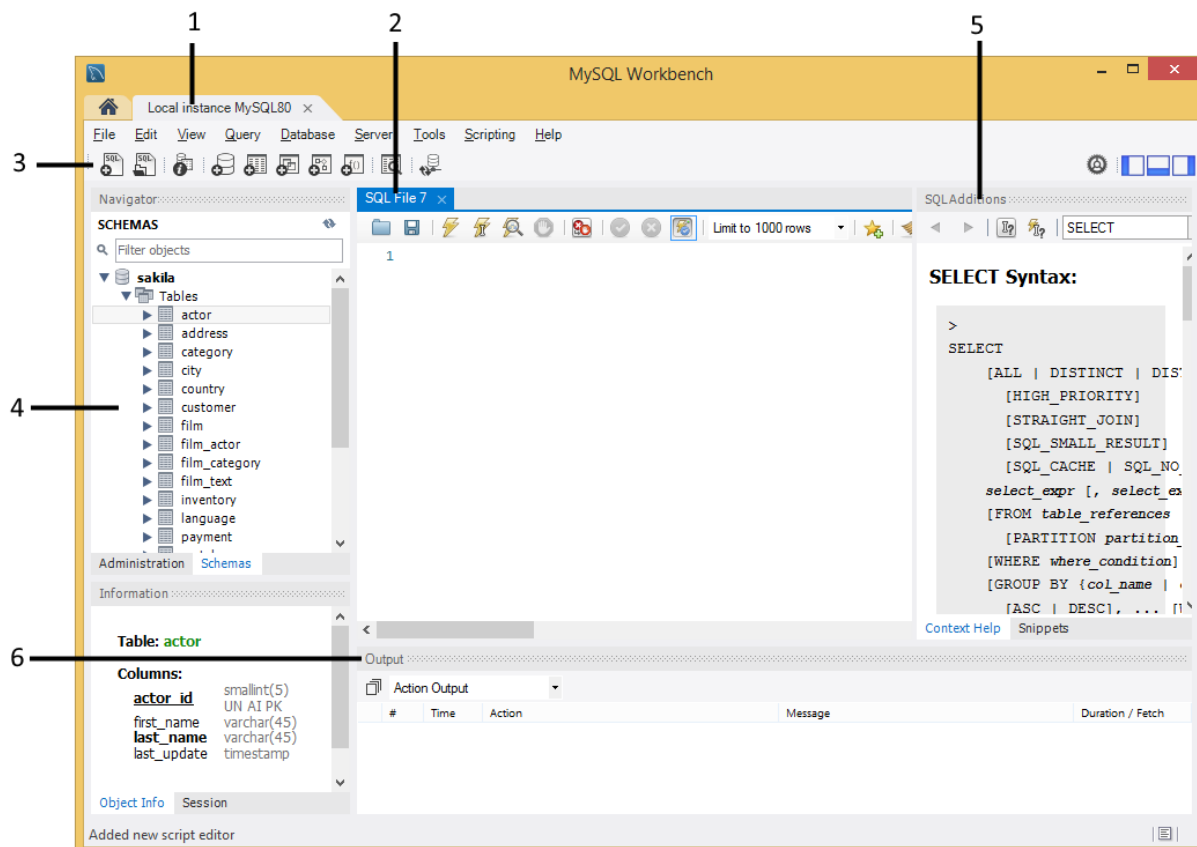 1
2
5
MySQL Workbench
Local instance MySQL80
File Edit View Query Database Server Tools Scripting Help
3
Navigator
SCHEMAS
Filter objects
sakila
Tables
actor
address
category
city
country
customer
film
film_actor
film_category
film_text
inventory
language
payment
4
Administration Schemas
Information
Table: actor
Columns:
actor_id smallint(5) UN AI PK
first_name varchar(45)
last_name varchar(45)
last_update timestamp
Object Info Session
SQL File 7
Limit to 1000 rows
1
SQLAdditions
SELECT
SELECT Syntax:
>
SELECT
[ALL | DISTINCT |
[HIGH_PRIORITY]
[STRAIGHT_JOIN]
[SQL_SMALL_RESULT]
[SQL_CACHE |
select_expr [,
[FROM table_references
[PARTITION
[WHERE where_condition]
[GROUP BY {col_name |
[ASC | DESC], ...
Context Help Snippets
6
Output
Action Output
# Time Action Message Duration / Fetch
Added new script editor